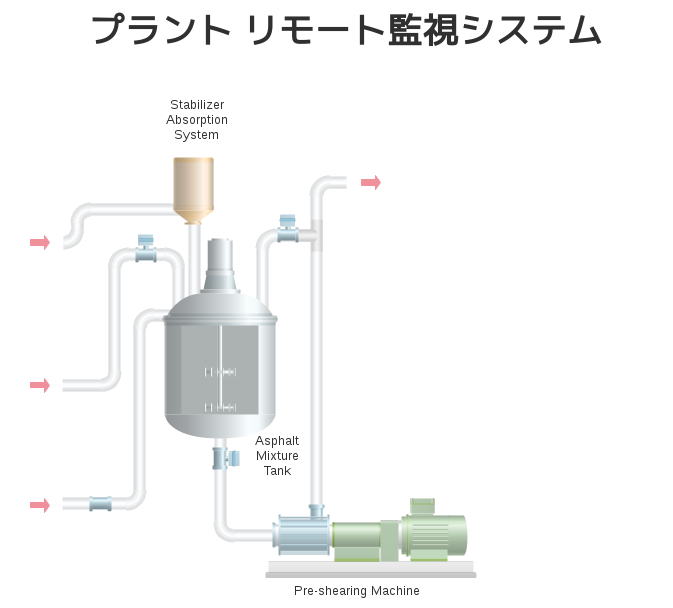 プラント リモート監視システム
Stabilizer
Absorption
System
Asphalt
Mixture
Tank
Pre-shearing Machine